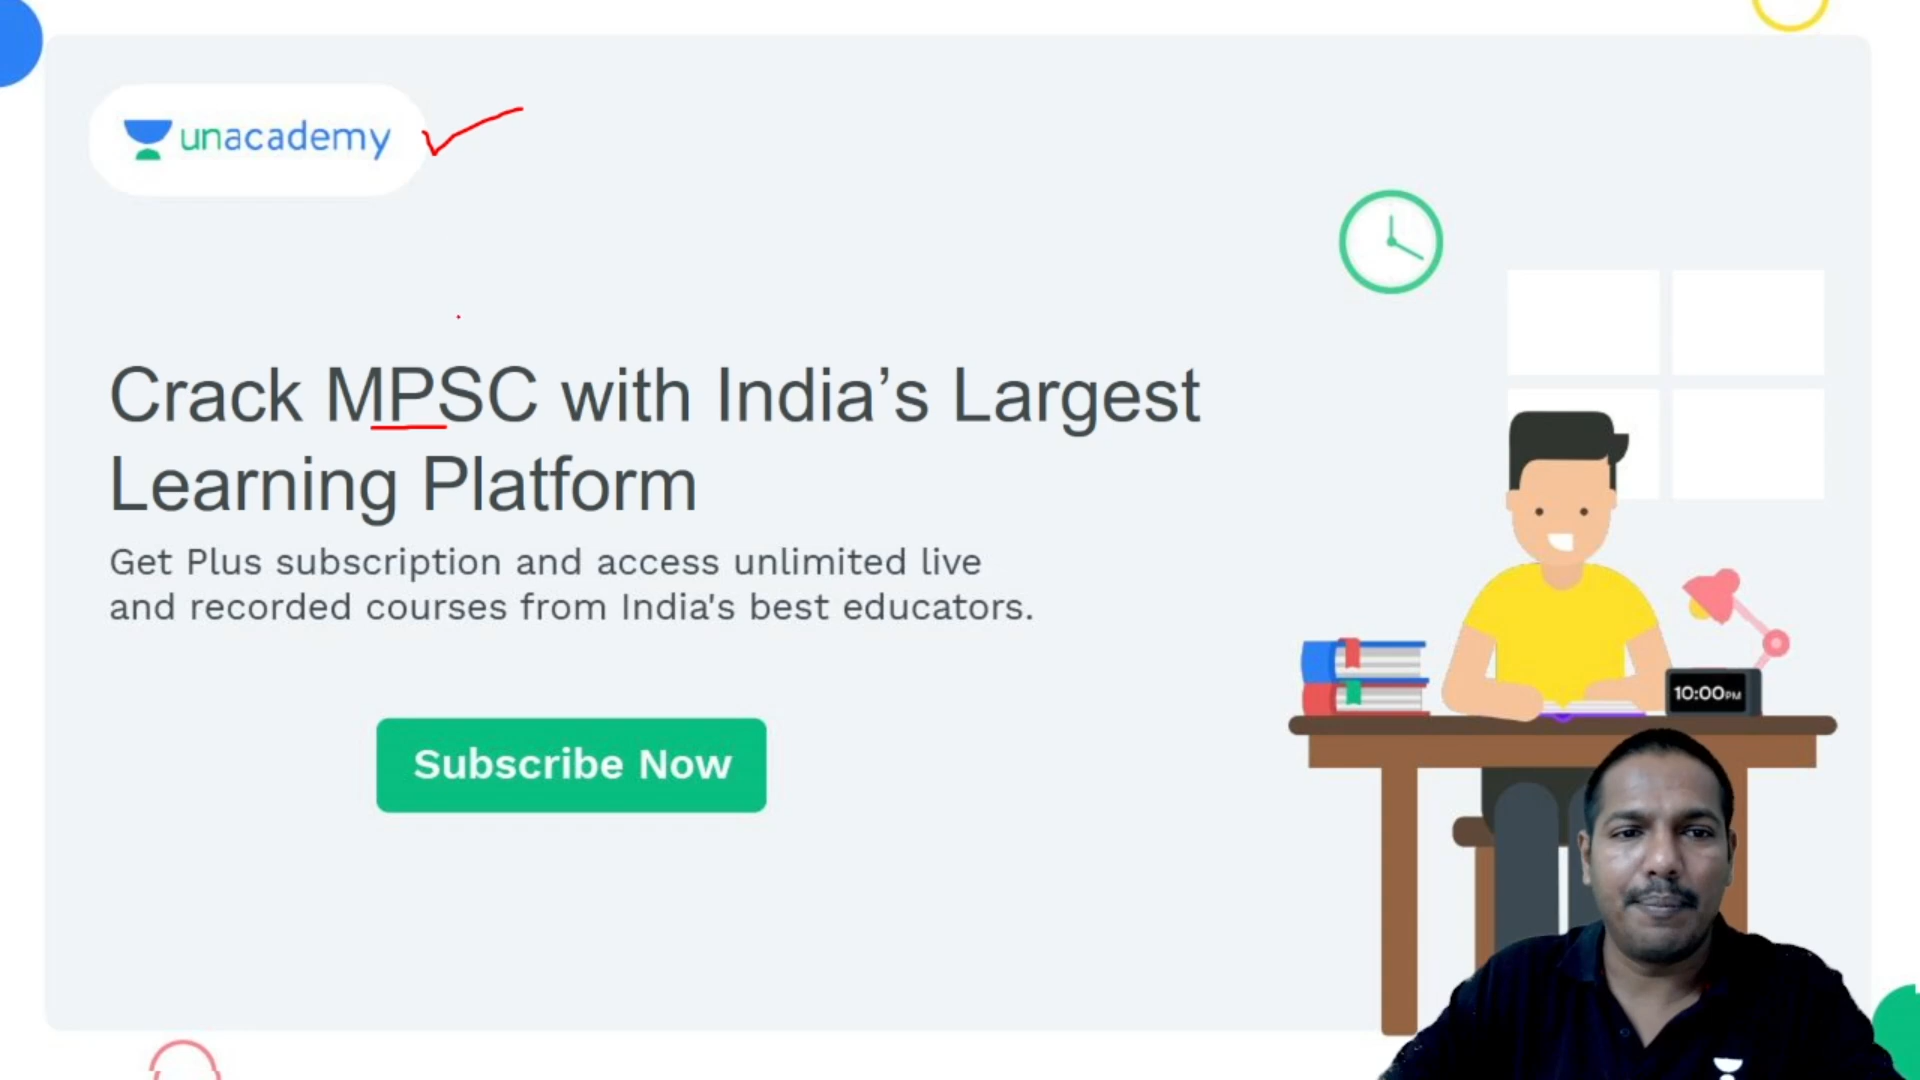 unacademy
Crack MPSC with India’s Largest
Learning Platform
Get Plus subscription and access unlimited live
and recorded courses from India's best educators.
Subscribe Now
10:00PM